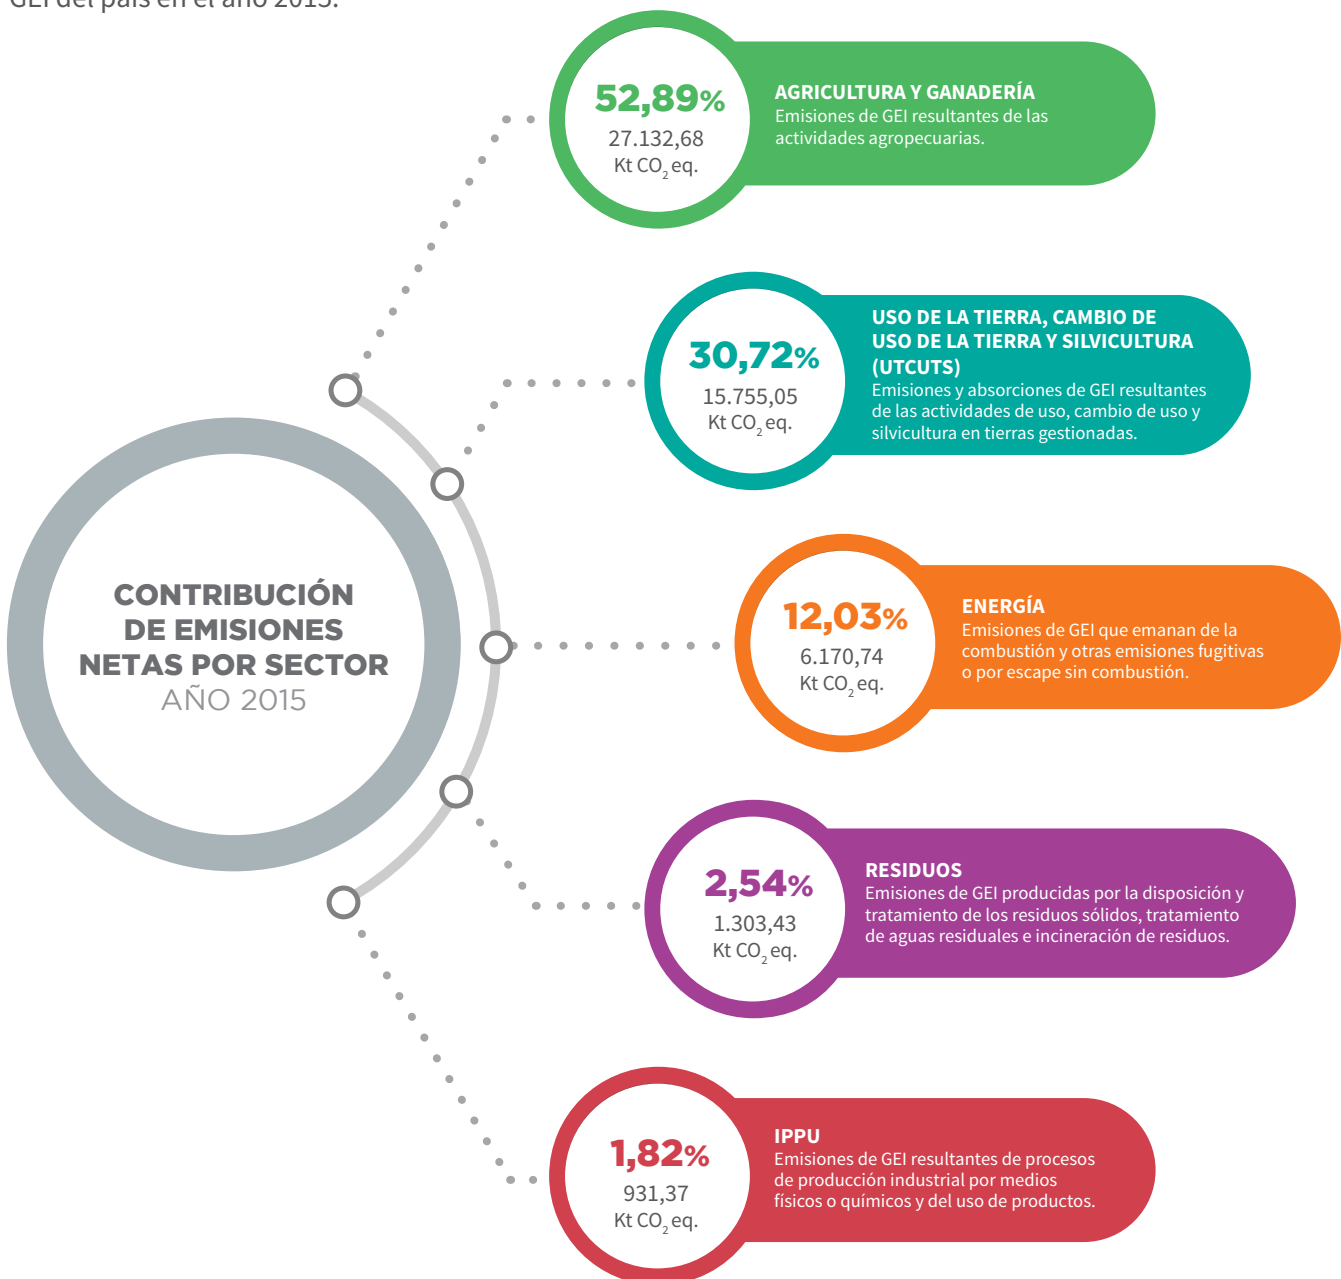 GEI del país en el año 2015.
52,89%
27.132,68
Kt CO₂ eq.
AGRICULTURA Y GANADERÍA
Emisiones de GEI resultantes de las
actividades agropecuarias.
30,72%
15.755,05
Kt CO₂ eq.
USO DE LA TIERRA, CAMBIO DE
USO DE LA TIERRA Y SILVICULTURA
(UTCUTS)
Emisiones y absorciones de GEI resultantes
de las actividades de uso, cambio de uso y
silvicultura en tierras gestionadas.
CONTRIBUCIÓN
DE EMISIONES
NETAS POR SECTOR
AÑO 2015
12,03%
6.170,74
Kt CO₂ eq.
ENERGÍA
Emisiones de GEI que emanan de la
combustión y otras emisiones fugitivas
o por escape sin combustión.
2,54%
1.303,43
Kt CO₂ eq.
RESIDUOS
Emisiones de GEI producidas por la disposición y
tratamiento de los residuos sólidos, tratamiento
de aguas residuales e incineración de residuos.
1,82%
931,37
Kt CO₂ eq.
IPPU
Emisiones de GEI resultantes de procesos
de producción industrial por medios
físicos o químicos y del uso de productos.